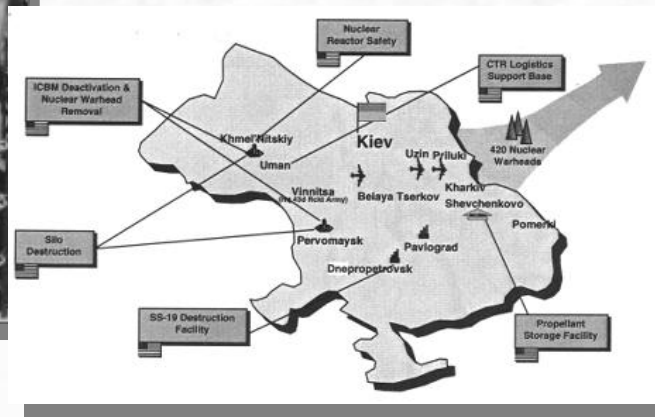 Nuclear
Reactor Safety
CTR Logistics
Support Base
ICBM Deactivation &
Nuclear Warhead
Removal
Khmel'Nitskiy
Kiev
Uman
Uzin Priluki
420 Nuclear
Warheads
Vinnitsa
Belaya Tserkov
Kharkiv
Shevchenkovo
Pomerki
Silo
Destruction
Pervomaysk
Pavlograd
Dnepropetrovsk
SS-19 Destruction
Facility
Propellant
Storage Facility